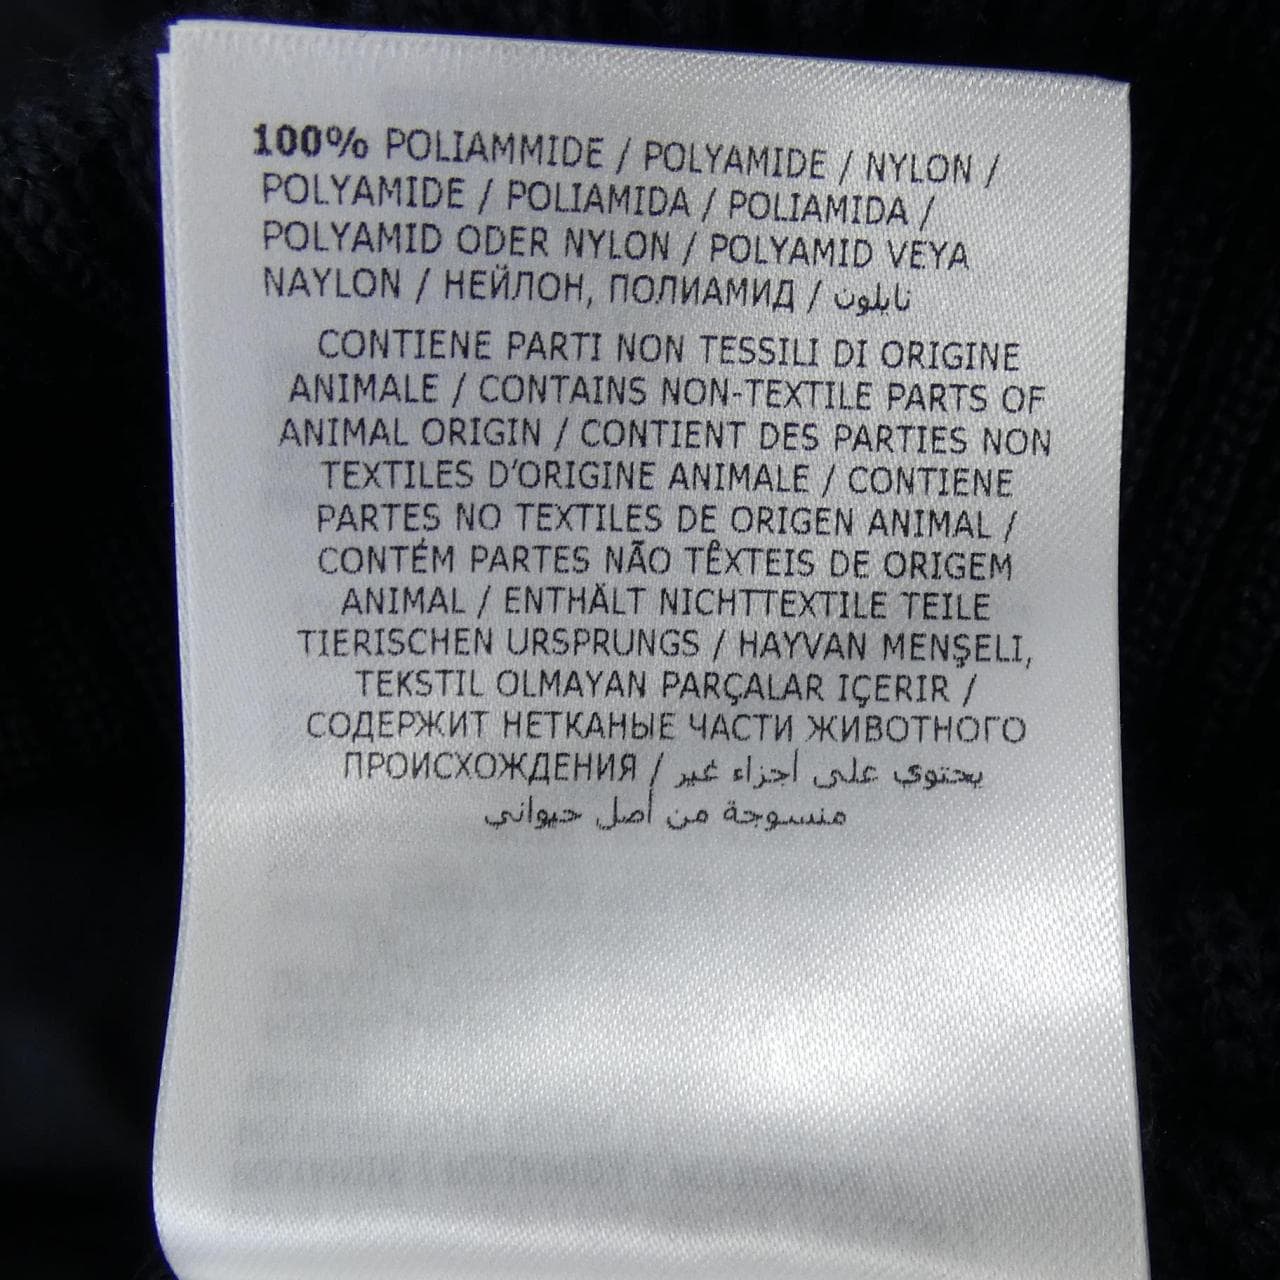 100% POLIAMMIDE / POLYAMIDE / NYLON /
POLYAMIDE / POLIAMIDA / POLIAMIDA /
POLYAMID ODER NYLON / POLYAMID VEYA
NAYLON / НЕЙЛОН, ПОЛИАМИД / نايلون
CONTIENE PARTI NON TESSILI DI ORIGINE
ANIMALE / CONTAINS NON-TEXTILE PARTS OF
ANIMAL ORIGIN / CONTIENT DES PARTIES NON
TEXTILES D'ORIGINE ANIMALE / CONTIENE
PARTES NO TEXTILES DE ORIGEN ANIMAL /
CONTÉM PARTES NÃO TÊXTEIS DE ORIGEM
ANIMAL / ENTHÄLT NICHTTEXTILE TEILE
TIERISCHEN URSPRUNGS / HAYVAN MENŞELI,
TEKSTIL OLMAYAN PARÇALAR IÇERIR /
СОДЕРЖИТ НЕТКАНЫЕ ЧАСТИ ЖИВОТНОГО
ПРОИСХОЖДЕНИЯ / يحتوي على أجزاء غير
منسوجة من أصل حيواني